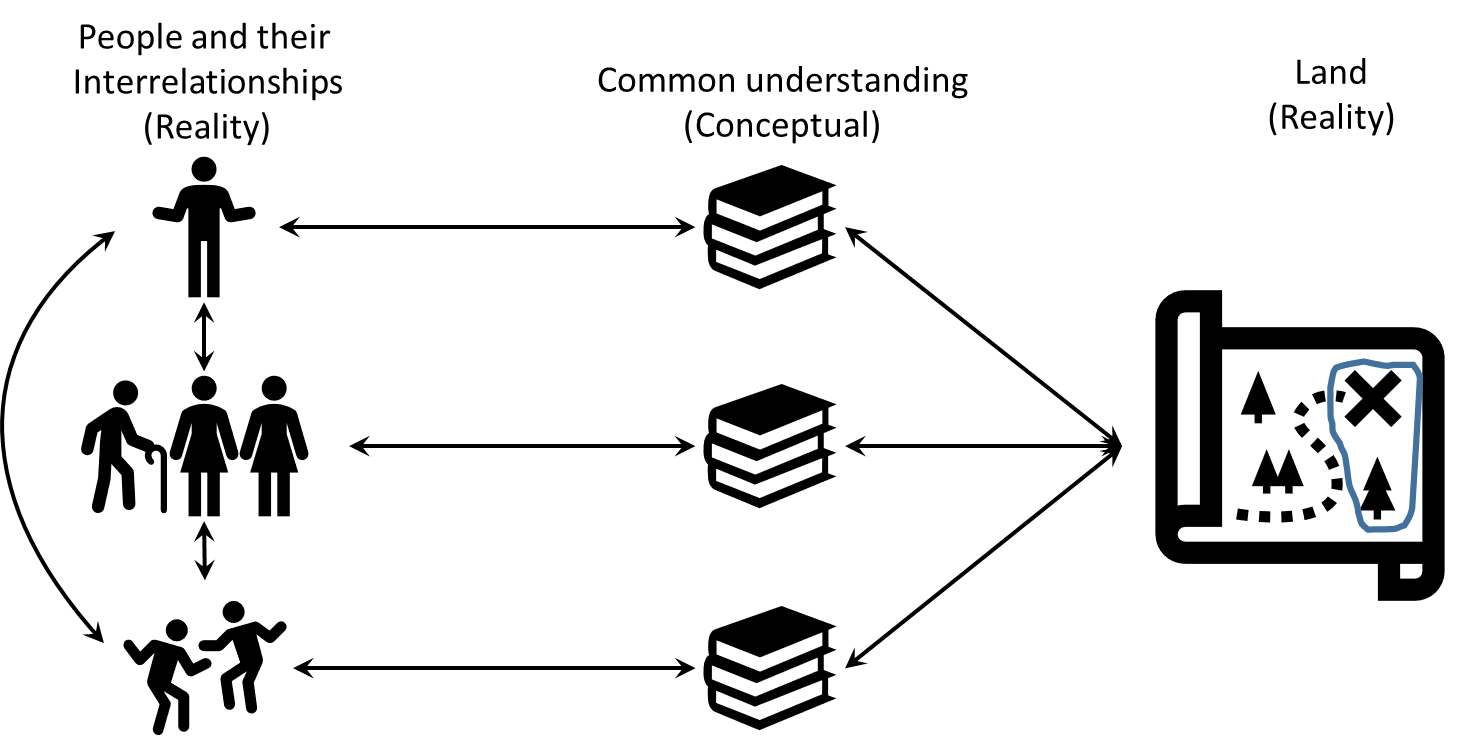 People and their
Interrelationships
(Reality)
Common understanding
(Conceptual)
Land
(Reality)